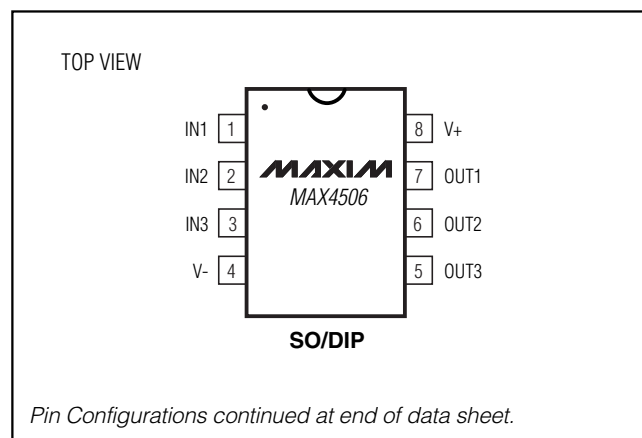 TOP VIEW
IN1 1
8 V+
IN2 2
MAXIM
7 OUT1
MAX4506
IN3 3
6 OUT2
V- 4
5 OUT3
SO/DIP
Pin Configurations continued at end of data sheet.